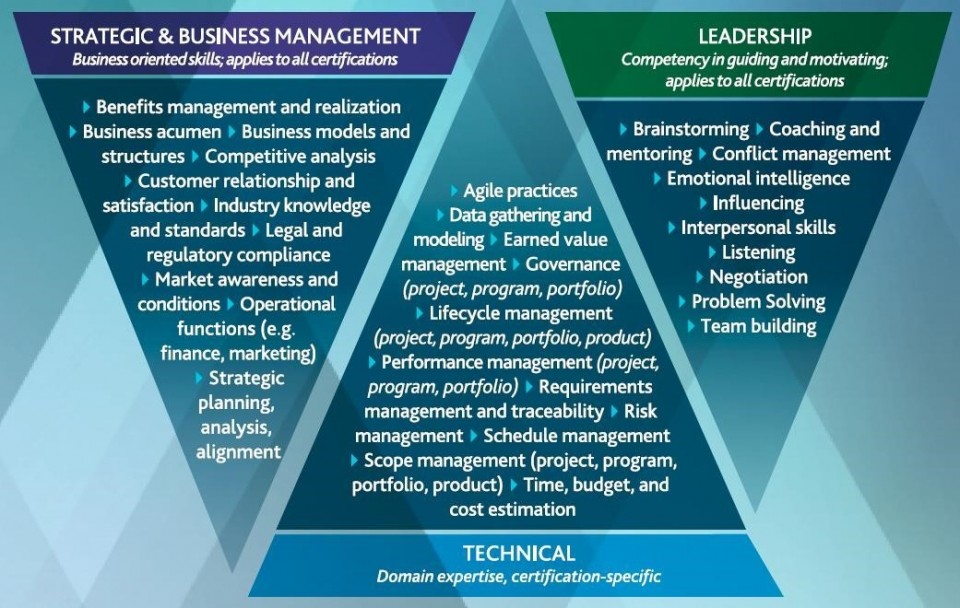 STRATEGIC & BUSINESS MANAGEMENT
Business oriented skills; applies to all certifications
▶ Benefits management and realization
▶ Business acumen ▶ Business models and
structures ▶ Competitive analysis
▶ Customer relationship and
satisfaction ▶ Industry knowledge
and standards ▶ Legal and
regulatory compliance
▶ Market awareness and
conditions ▶ Operational
functions (e.g.
finance, marketing)
▶ Strategic
planning,
analysis,
alignment
▶ Agile practices
▶ Data gathering and
modeling ▶ Earned value
management ▶ Governance
(project, program, portfolio)
▶ Lifecycle management
(project, program, portfolio, product)
▶ Performance management (project,
program, portfolio) ▶ Requirements
management and traceability ▶ Risk
management ▶ Schedule management
▶ Scope management (project, program,
portfolio, product) ▶ Time, budget, and
cost estimation
TECHNICAL
Domain expertise, certification-specific
LEADERSHIP
Competency in guiding and motivating;
applies to all certifications
▶ Brainstorming ▶ Coaching and
mentoring ▶ Conflict management
▶ Emotional intelligence
▶ Influencing
▶ Interpersonal skills
▶ Listening
▶ Negotiation
▶ Problem Solving
▶ Team building